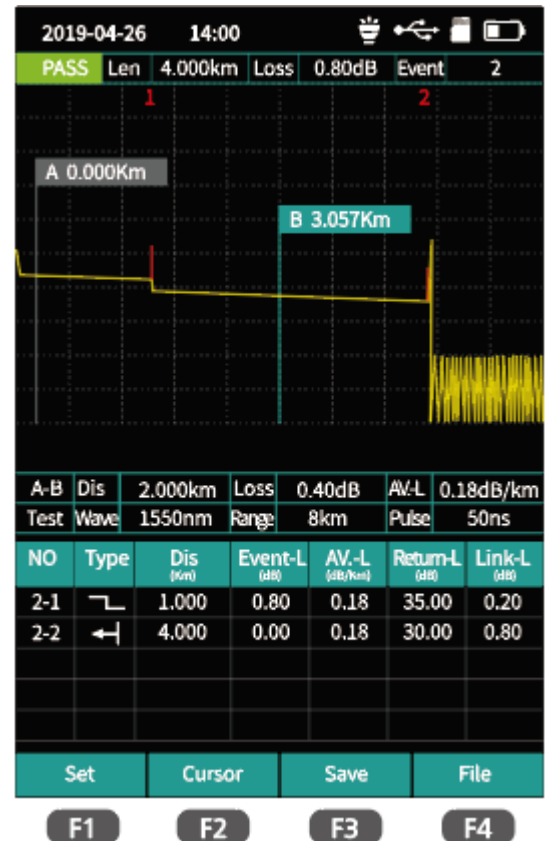 2019-04-26 14:00
PASS Len 4.000km Loss 0.80dB Event 2
1 2
A 0.000Km
B 3.057Km
A-B Dis 2.000km Loss 0.40dB AV.-L 0.18dB/km
Test Wave 1550nm Range 8km Pulse 50ns
NO Type Dis Event-L AV.-L Return-L Link-L
(Km) (dB) (dB/Km) (dB) (dB)
2-1 1.000 0.80 0.18 35.00 0.20
2-2 4.000 0.00 0.18 30.00 0.80
Set Cursor Save File
F1 F2 F3 F4